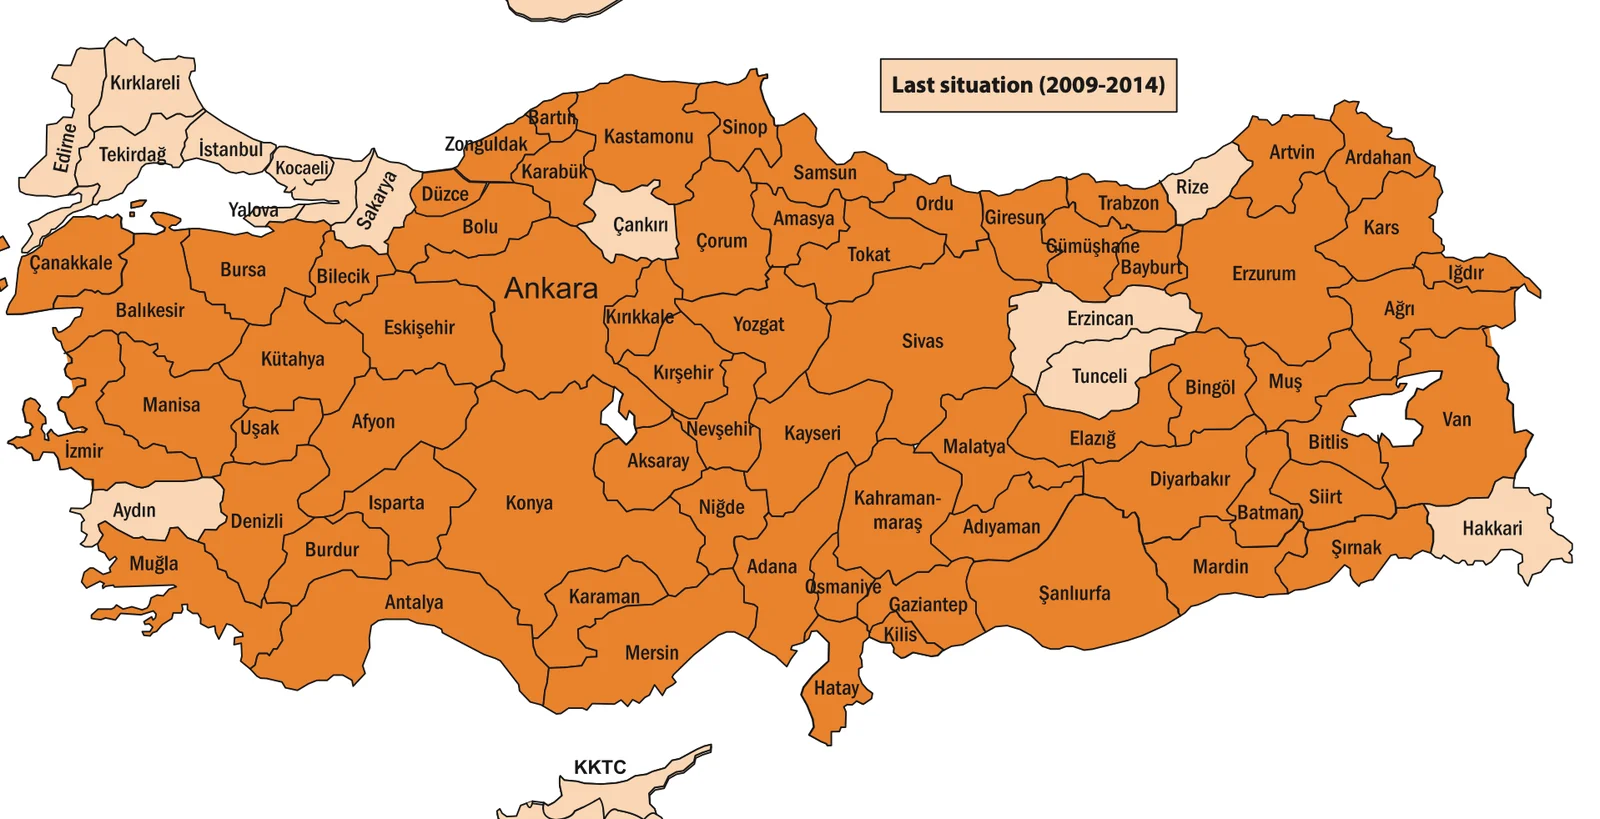 Last situation (2009-2014)
Kırklareli
Edirne
Tekirdağ
İstanbul
Kocaeli
Yalova
Sakarya
Zonguldak
Bartın
Karabük
Kastamonu
Sinop
Samsun
Düzce
Bolu
Çankırı
Çorum
Amasya
Tokat
Ordu
Giresun
Trabzon
Rize
Artvin
Ardahan
Kars
Gümüşhane
Bayburt
Erzurum
Iğdır
Ağrı
Çanakkale
Balıkesir
Bursa
Bilecik
Eskişehir
Ankara
Kırıkkale
Yozgat
Sivas
Erzincan
Tunceli
Bingöl
Muş
Kütahya
Kırşehir
Manisa
Uşak
Afyon
Nevşehir
Kayseri
Malatya
Elazığ
Bitlis
Van
İzmir
Aksaray
Aydın
Denizli
Isparta
Konya
Niğde
Kahraman-
maraş
Adıyaman
Diyarbakır
Batman
Siirt
Şırnak
Hakkari
Muğla
Burdur
Antalya
Karaman
Mersin
Adana
Osmaniye
Gaziantep
Kilis
Şanlıurfa
Mardin
Hatay
KKTC